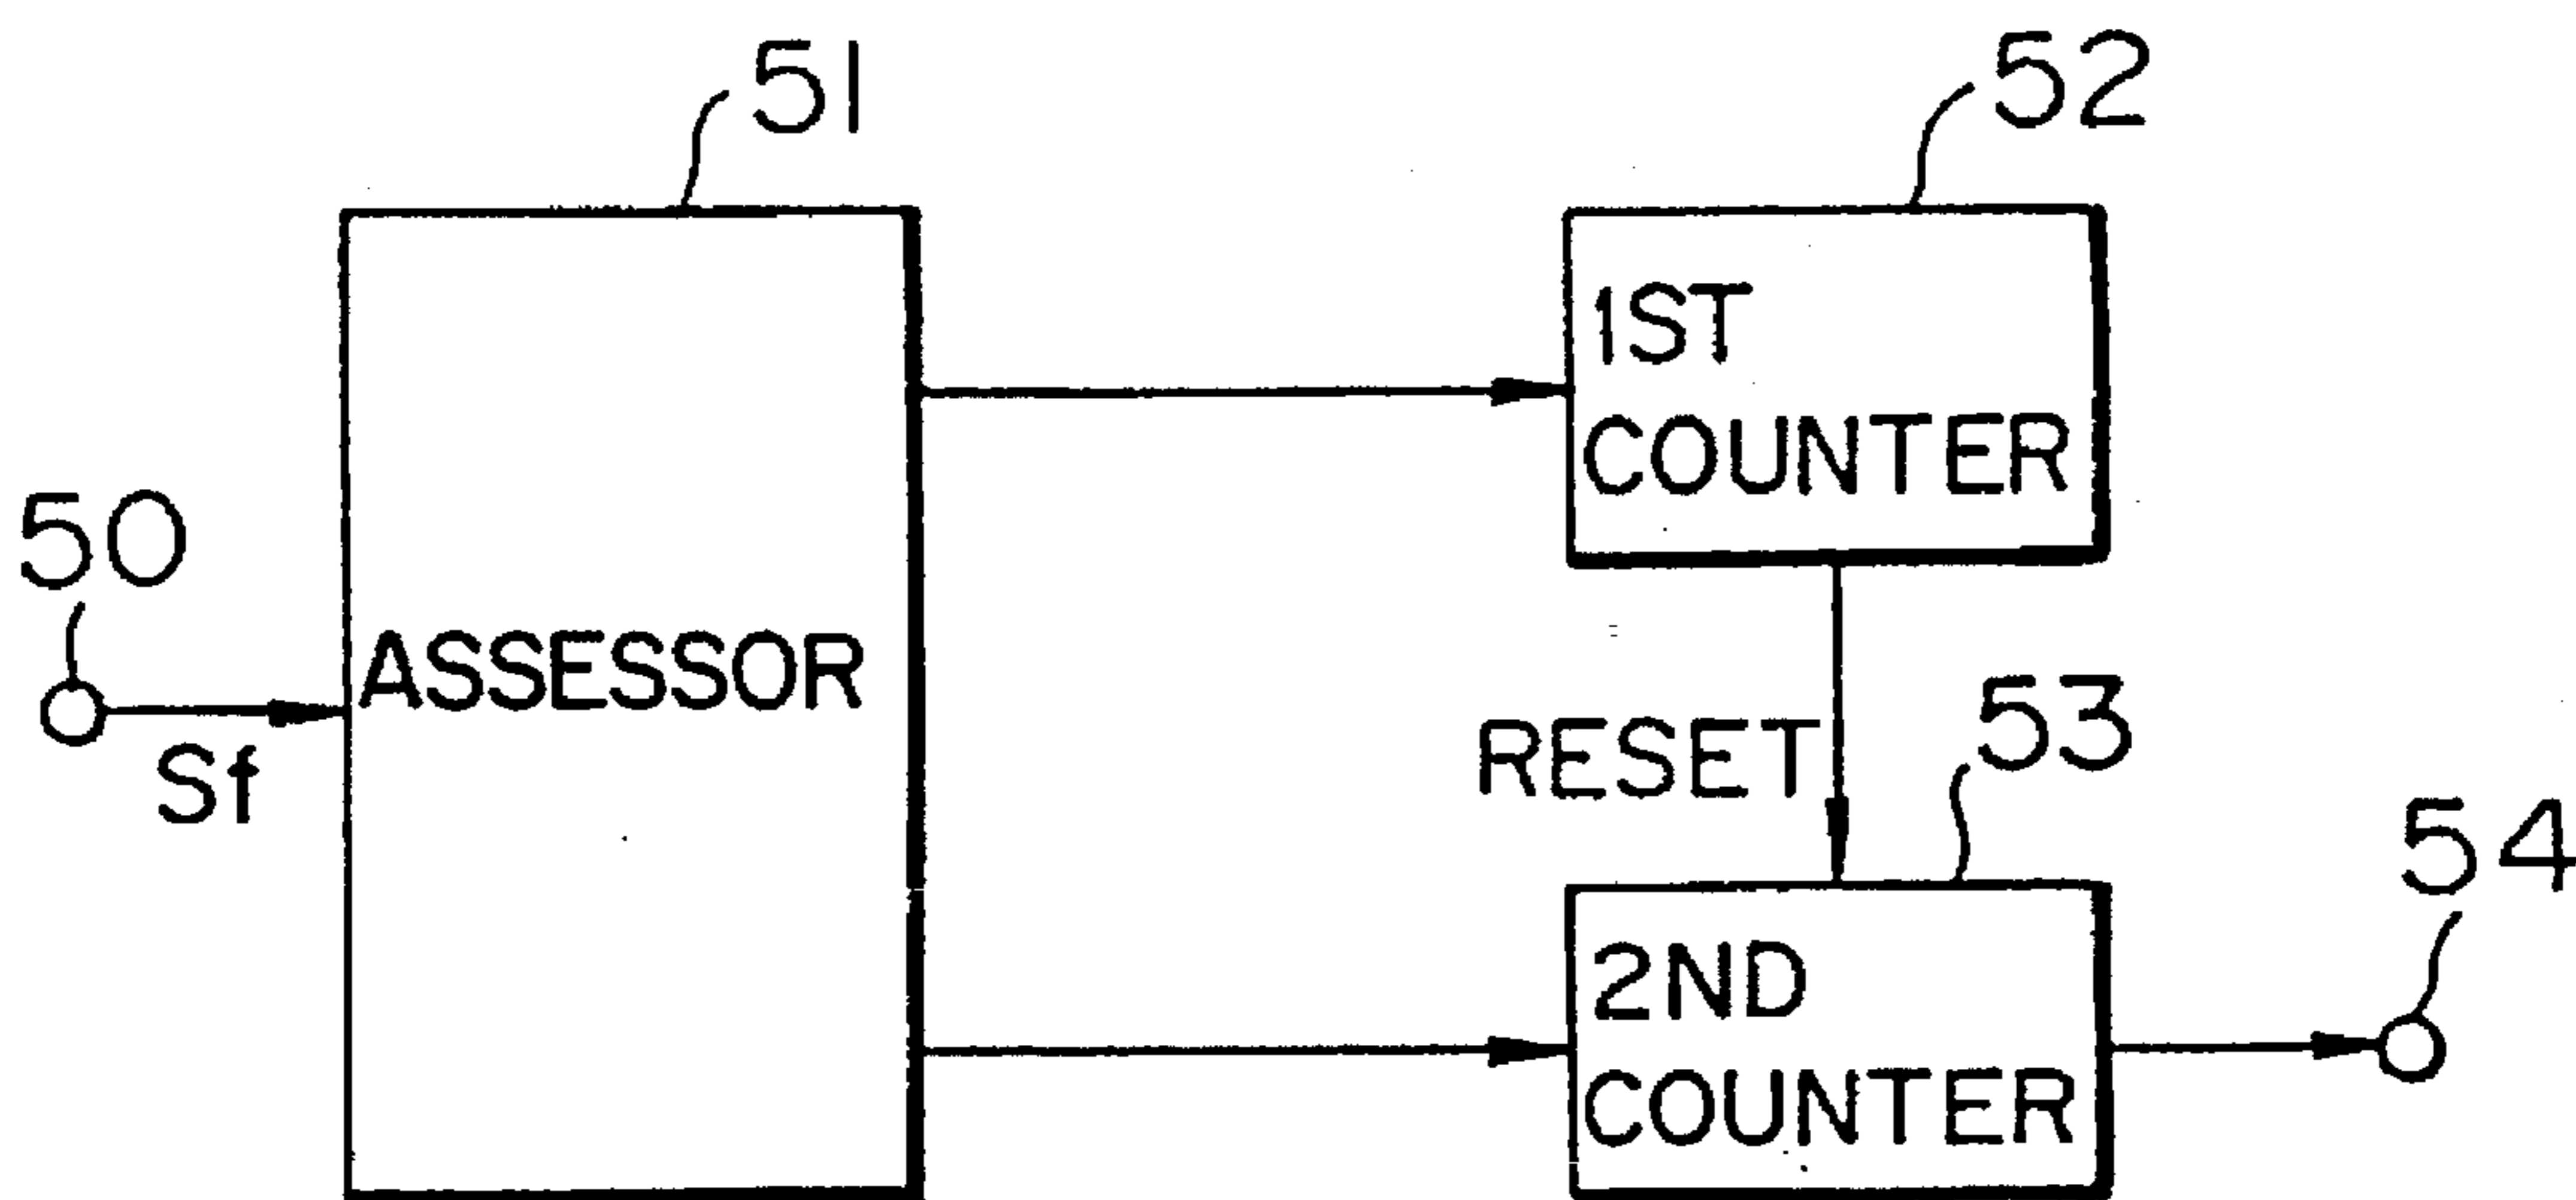 51
52
1ST
COUNTER
50
ASSESSOR
Sf
RESET
53
54
2ND
COUNTER